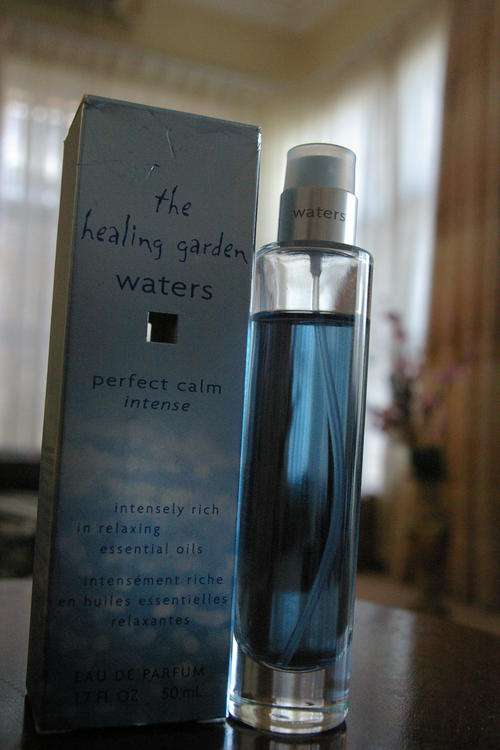 the
healing garden
waters
perfect calm
intense
intensely rich
in relaxing
essential oils
intensément riche
en huiles essentielles
relaxantes
EAU DE PARFUM
1.7 FL OZ 50 mL
waters